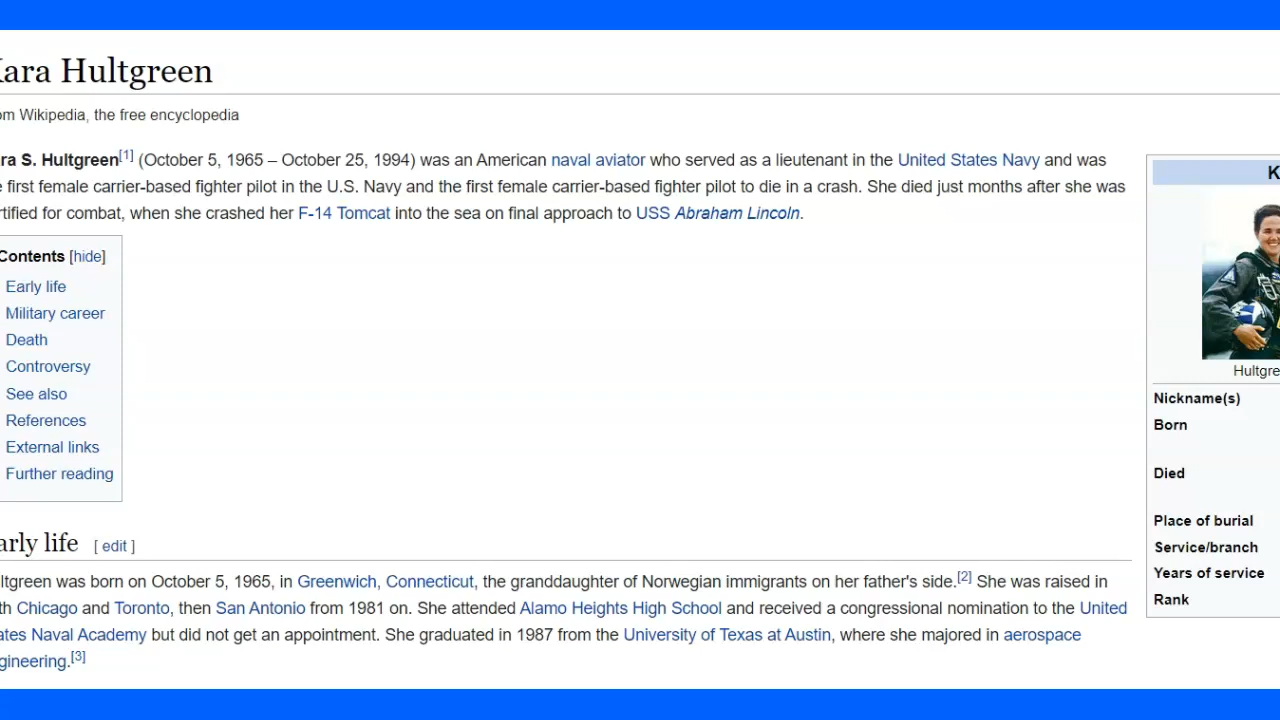 Kara Hultgreen
om Wikipedia, the free encyclopedia
ra S. Hultgreen[1] (October 5, 1965 – October 25, 1994) was an American naval aviator who served as a lieutenant in the United States Navy and was
e first female carrier-based fighter pilot in the U.S. Navy and the first female carrier-based fighter pilot to die in a crash. She died just months after she was
rtified for combat, when she crashed her F-14 Tomcat into the sea on final approach to USS Abraham Lincoln.
Contents [hide]
Early life
Military career
Death
Controversy
See also
References
External links
Further reading
arly life [ edit ]
ltgreen was born on October 5, 1965, in Greenwich, Connecticut, the granddaughter of Norwegian immigrants on her father's side.[2] She was raised in
th Chicago and Toronto, then San Antonio from 1981 on. She attended Alamo Heights High School and received a congressional nomination to the United
ates Naval Academy but did not get an appointment. She graduated in 1987 from the University of Texas at Austin, where she majored in aerospace
gineering.[3]
K
Hultgre
Nickname(s)
Born
Died
Place of burial
Service/branch
Years of service
Rank